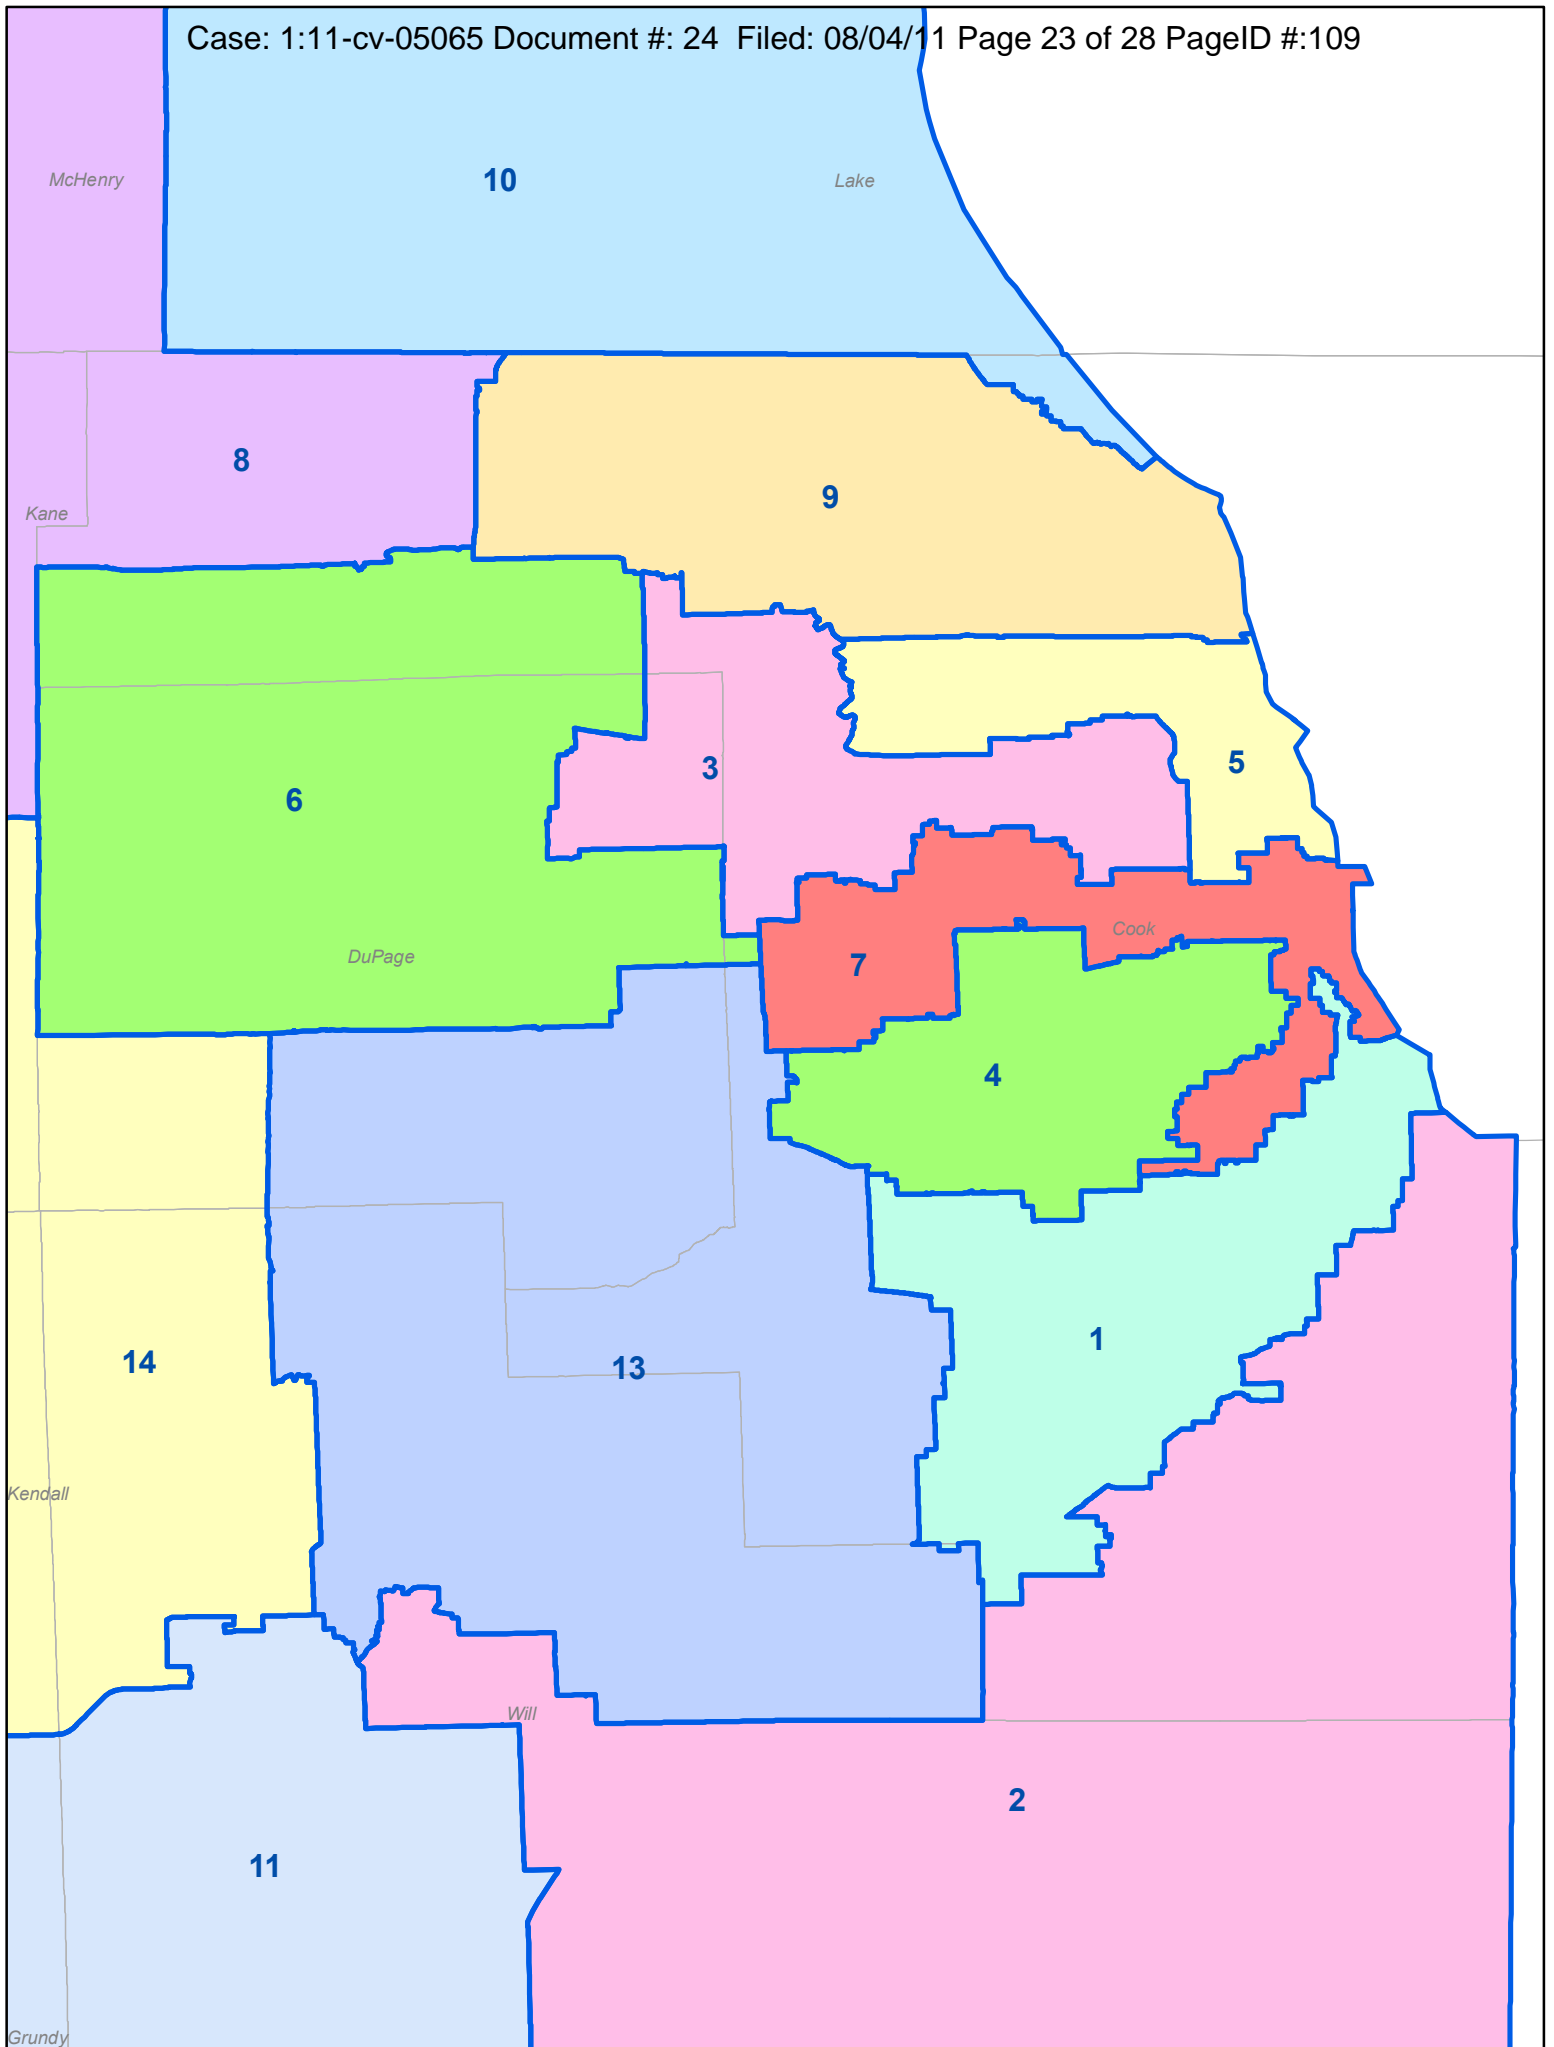 Case: 1:11-cv-05065 Document #: 24 Filed: 08/04/11 Page 23 of 28 PageID #:109
McHenry
10
Lake
8
9
Kane
3
5
6
Cook
DuPage
7
4
1
14
13
Kendall
Will
2
11
Grundy